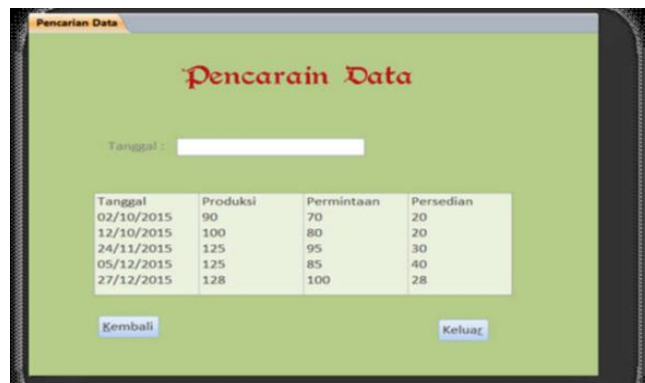 Pencarian Data
Pencarain Data
Tanggal :
Tanggal Produksi Permintaan Persedian
02/10/2015 90 70 20
12/10/2015 100 80 20
24/11/2015 125 95 30
05/12/2015 125 85 40
27/12/2015 128 100 28
Kembali Keluar